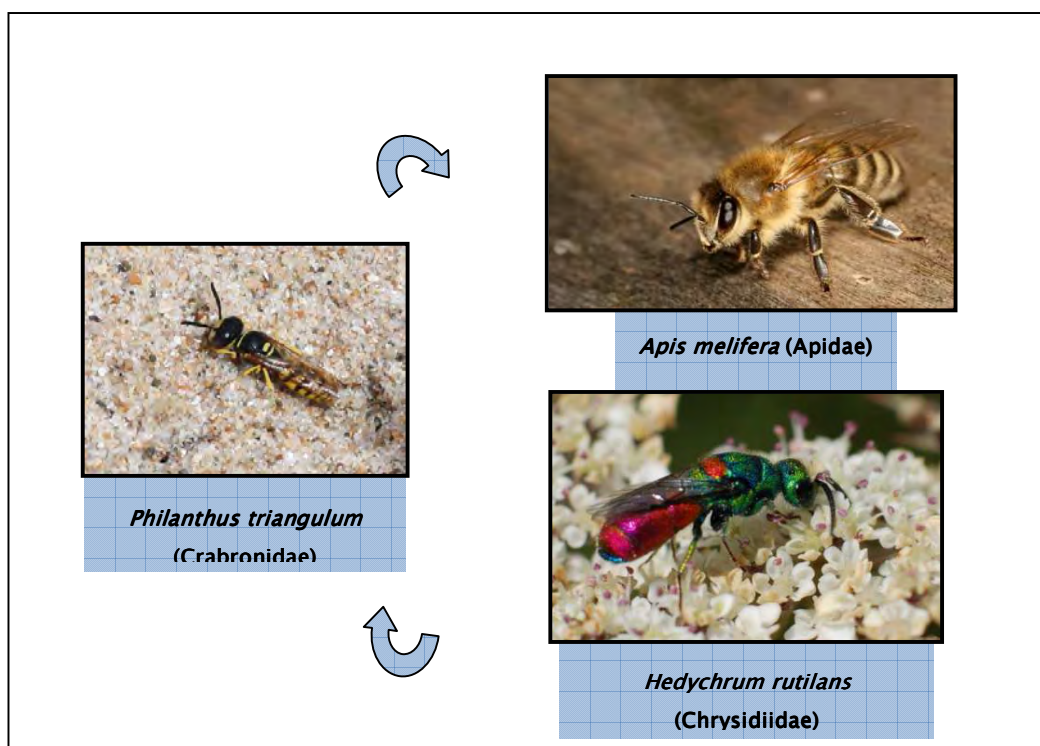 Apis melifera (Apidae)
Philanthus triangulum
(Crabronidae)
Hedychrum rutilans
(Chrysidiidae)